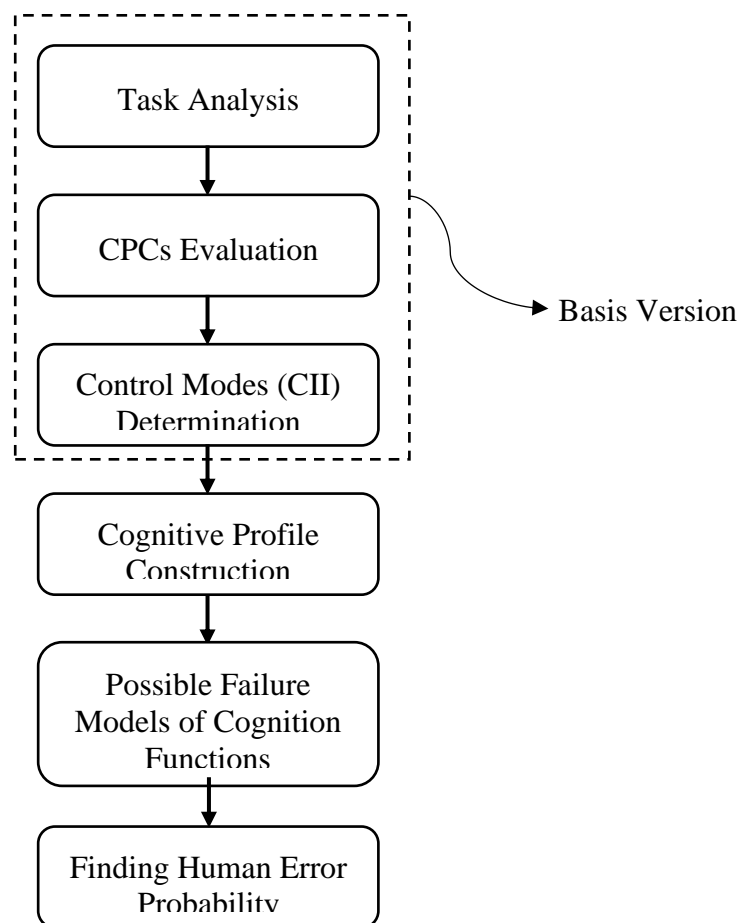 Task Analysis
CPCs Evaluation
Basis Version
Control Modes (CII)
Determination
Cognitive Profile
Construction
Possible Failure
Models of Cognition
Functions
Finding Human Error
Probability